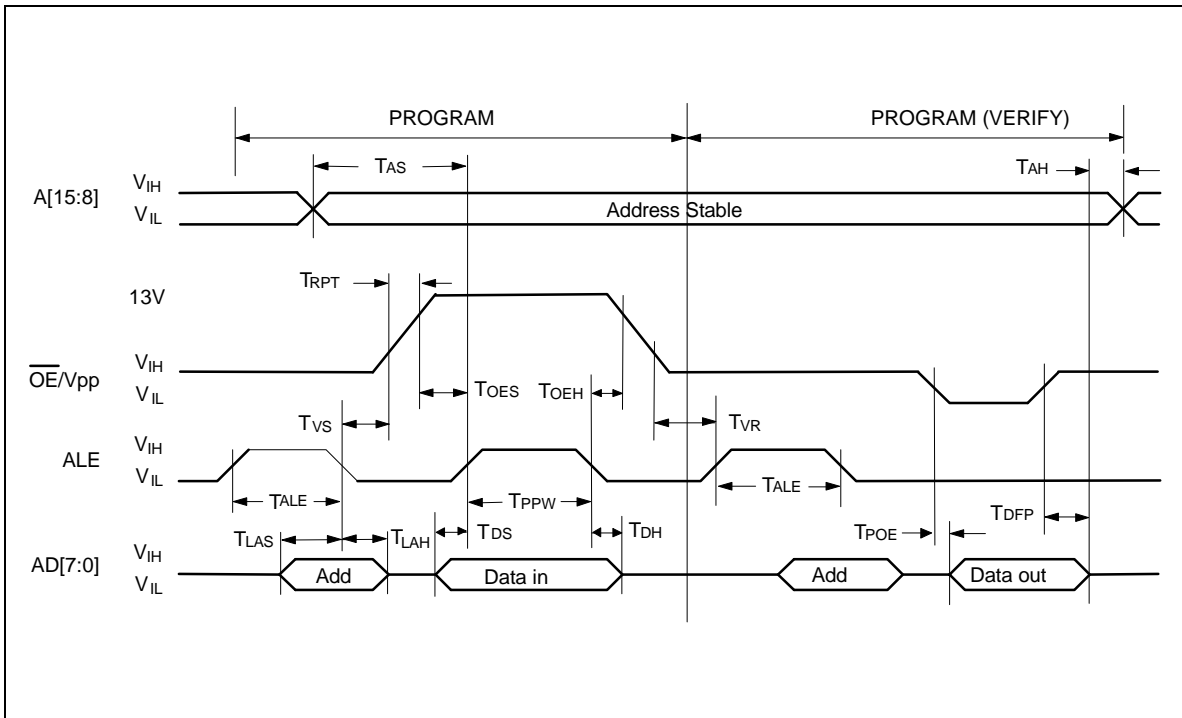 PROGRAM PROGRAM (VERIFY)
TAS TAH
A[15:8] VIH
VIL
Address Stable
TRPT
13V
OE/Vpp VIH
VIL
TOES TOEH
TVS TVR
ALE VIH
VIL
TALE TPPW TALE
TDFP
TPOE
TLAS TLAH TDS TDH
AD[7:0] VIH
VIL
Add Data in Add Data out